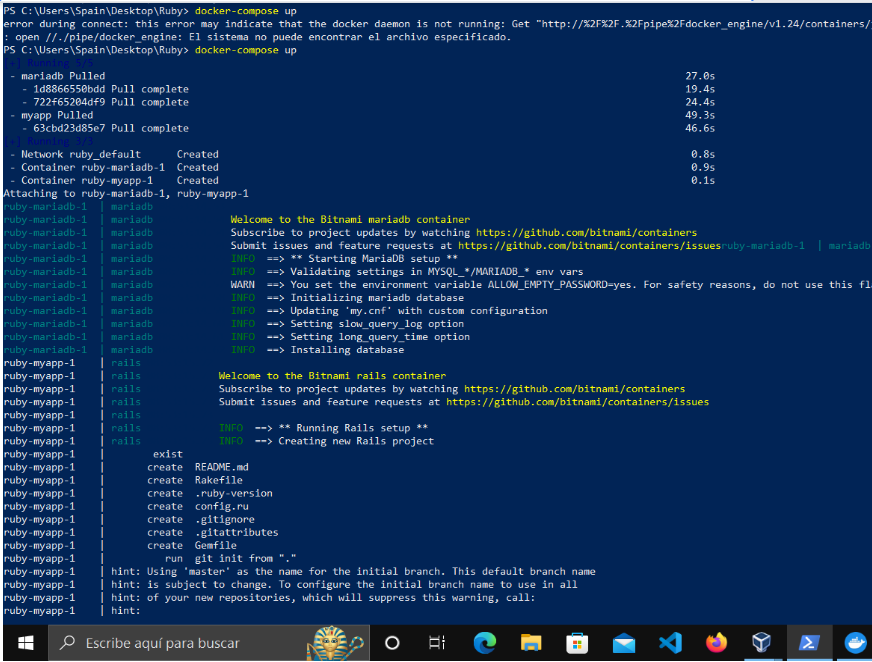 PS C:\Users\Spain\Desktop\Ruby> docker-compose up
error during connect: this error may indicate that the docker daemon is not running: Get "http://%2F%2F.%2Fpipe%2Fdocker_engine/v1.24/containers/
: open //./pipe/docker_engine: El sistema no puede encontrar el archivo especificado.
PS C:\Users\Spain\Desktop\Ruby> docker-compose up
[+] Running 5/5
- mariadb Pulled 27.0s
- 1d8866550bdd Pull complete 19.4s
- 722f65204df9 Pull complete 24.4s
- myapp Pulled 49.3s
- 63cbd23d85e7 Pull complete 46.6s
[+] Running
- Network ruby_default Created 0.8s
- Container ruby-mariadb-1 Created 0.9s
- Container ruby-myapp-1 Created 0.1s
Attaching to ruby-mariadb-1, ruby-myapp-1
ruby-mariadb-1 | mariadb
ruby-mariadb-1 | mariadb Welcome to the Bitnami mariadb container
ruby-mariadb-1 | mariadb Subscribe to project updates by watching https://github.com/bitnami/containers
ruby-mariadb-1 | mariadb Submit issues and feature requests at https://github.com/bitnami/containers/issuesruby-mariadb-1 | mariadb
ruby-mariadb-1 | mariadb INFO ==> ** Starting MariaDB setup **
ruby-mariadb-1 | mariadb INFO ==> Validating settings in MYSQL_*/MARIADB_* env vars
ruby-mariadb-1 | mariadb WARN ==> You set the environment variable ALLOW_EMPTY_PASSWORD=yes. For safety reasons, do not use this fl
ruby-mariadb-1 | mariadb INFO ==> Initializing mariadb database
ruby-mariadb-1 | mariadb INFO ==> Updating 'my.cnf' with custom configuration
ruby-mariadb-1 | mariadb INFO ==> Setting slow_query_log option
ruby-mariadb-1 | mariadb INFO ==> Setting long_query_time option
ruby-mariadb-1 | mariadb INFO ==> Installing database
ruby-myapp-1 | rails
ruby-myapp-1 | rails Welcome to the Bitnami rails container
ruby-myapp-1 | rails Subscribe to project updates by watching https://github.com/bitnami/containers
ruby-myapp-1 | rails Submit issues and feature requests at https://github.com/bitnami/containers/issues
ruby-myapp-1 | rails
ruby-myapp-1 | rails INFO ==> ** Running Rails setup **
ruby-myapp-1 | rails INFO ==> Creating new Rails project
ruby-myapp-1 | exist
ruby-myapp-1 | create README.md
ruby-myapp-1 | create Rakefile
ruby-myapp-1 | create .ruby-version
ruby-myapp-1 | create config.ru
ruby-myapp-1 | create .gitignore
ruby-myapp-1 | create .gitattributes
ruby-myapp-1 | create Gemfile
ruby-myapp-1 | run git init from "."
ruby-myapp-1 | hint: Using 'master' as the name for the initial branch. This default branch name
ruby-myapp-1 | hint: is subject to change. To configure the initial branch name to use in all
ruby-myapp-1 | hint: of your new repositories, which will suppress this warning, call:
ruby-myapp-1 | hint:
Escribe aquí para buscar